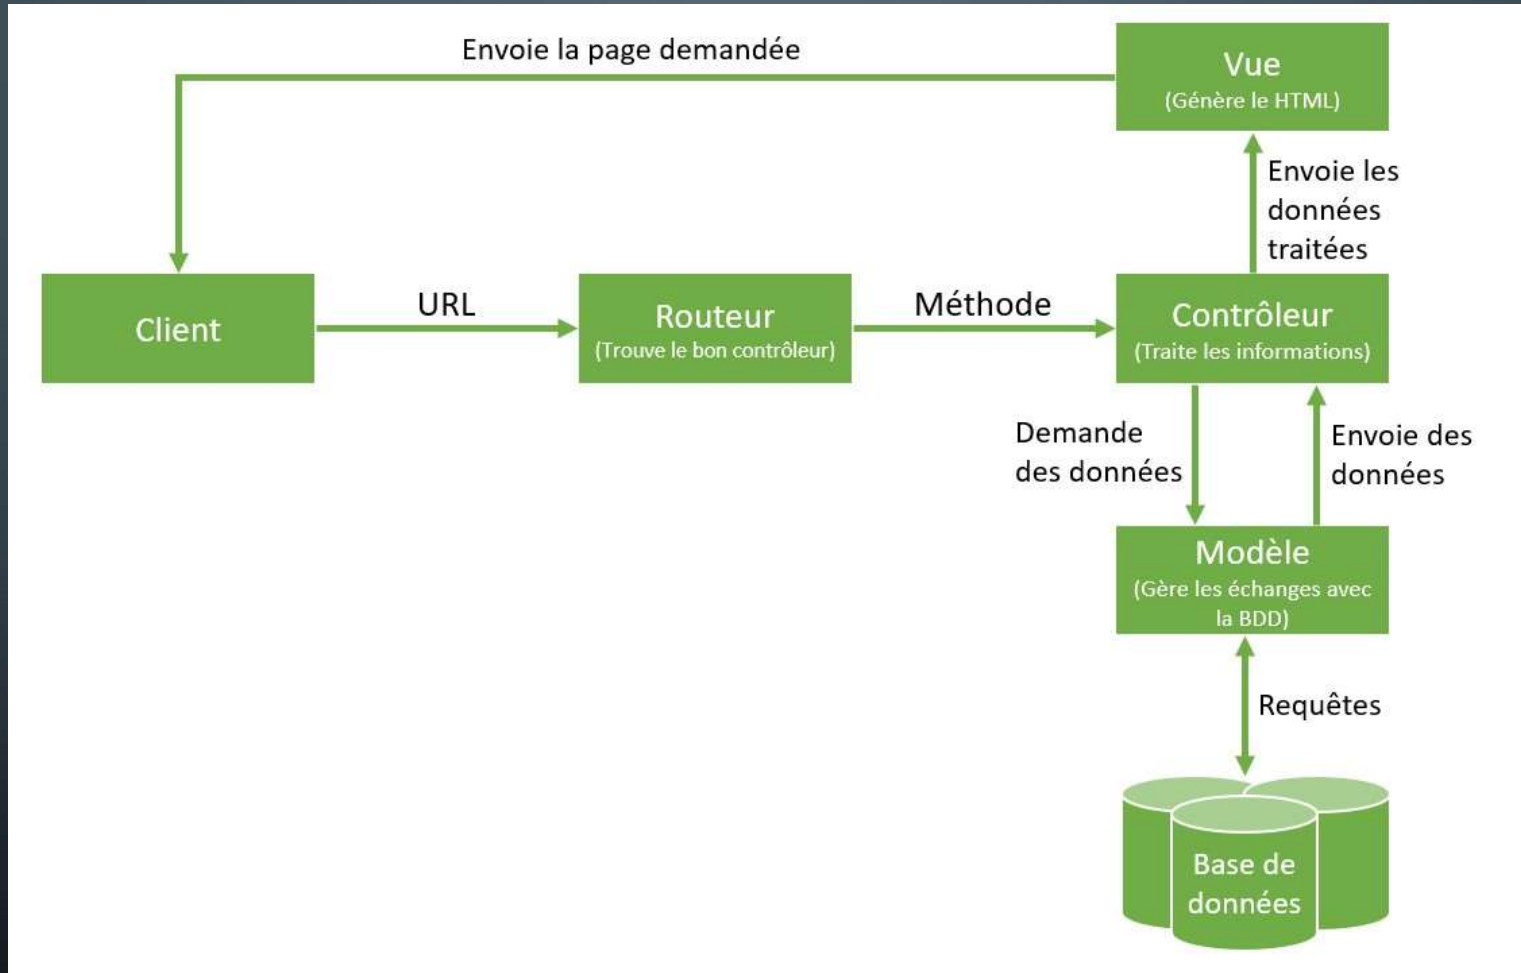 Envoie la page demandée
Vue
(Génère le HTML)
Envoie les
données
traitées
Client
URL
Routeur
(Trouve le bon contrôleur)
Méthode
Contrôleur
(Traite les informations)
Demande
des données
Envoie des
données
Modèle
(Gère les échanges avec
la BDD)
Requêtes
Base de
données